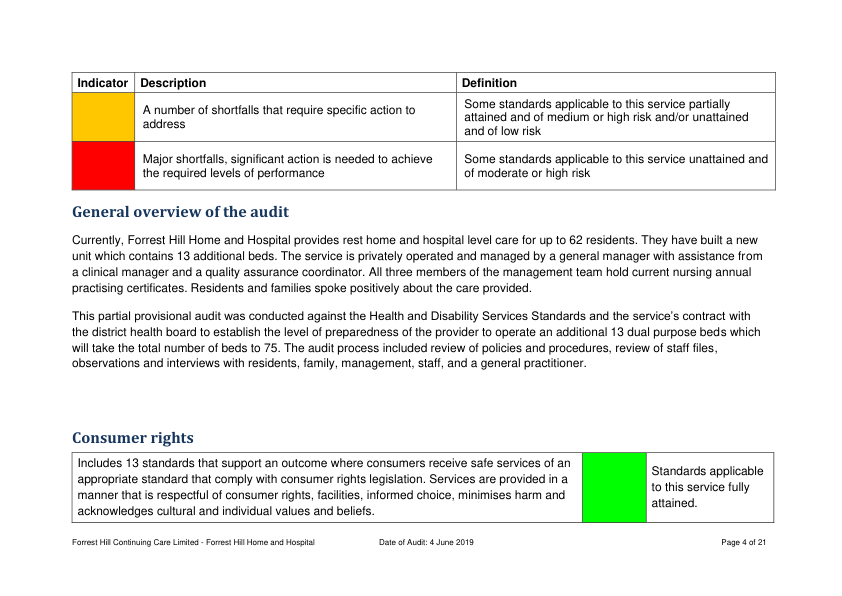 Indicator Description Definition
A number of shortfalls that require specific action to
address
Some standards applicable to this service partially
attained and of medium or high risk and/or unattained
and of low risk
Major shortfalls, significant action is needed to achieve
the required levels of performance
Some standards applicable to this service unattained and
of moderate or high risk
General overview of the audit
Currently, Forrest Hill Home and Hospital provides rest home and hospital level care for up to 62 residents. They have built a new
unit which contains 13 additional beds. The service is privately operated and managed by a general manager with assistance from
a clinical manager and a quality assurance coordinator. All three members of the management team hold current nursing annual
practising certificates. Residents and families spoke positively about the care provided.
This partial provisional audit was conducted against the Health and Disability Services Standards and the service's contract with
the district health board to establish the level of preparedness of the provider to operate an additional 13 dual purpose beds which
will take the total number of beds to 75. The audit process included review of policies and procedures, review of staff files,
observations and interviews with residents, family, management, staff, and a general practitioner.
Consumer rights
Includes 13 standards that support an outcome where consumers receive safe services of an
appropriate standard that comply with consumer rights legislation. Services are provided in a
manner that is respectful of consumer rights, facilities, informed choice, minimises harm and
acknowledges cultural and individual values and beliefs.
Standards applicable
to this service fully
attained.
Forrest Hill Continuing Care Limited - Forrest Hill Home and Hospital Date of Audit: 4 June 2019 Page 4 of 21